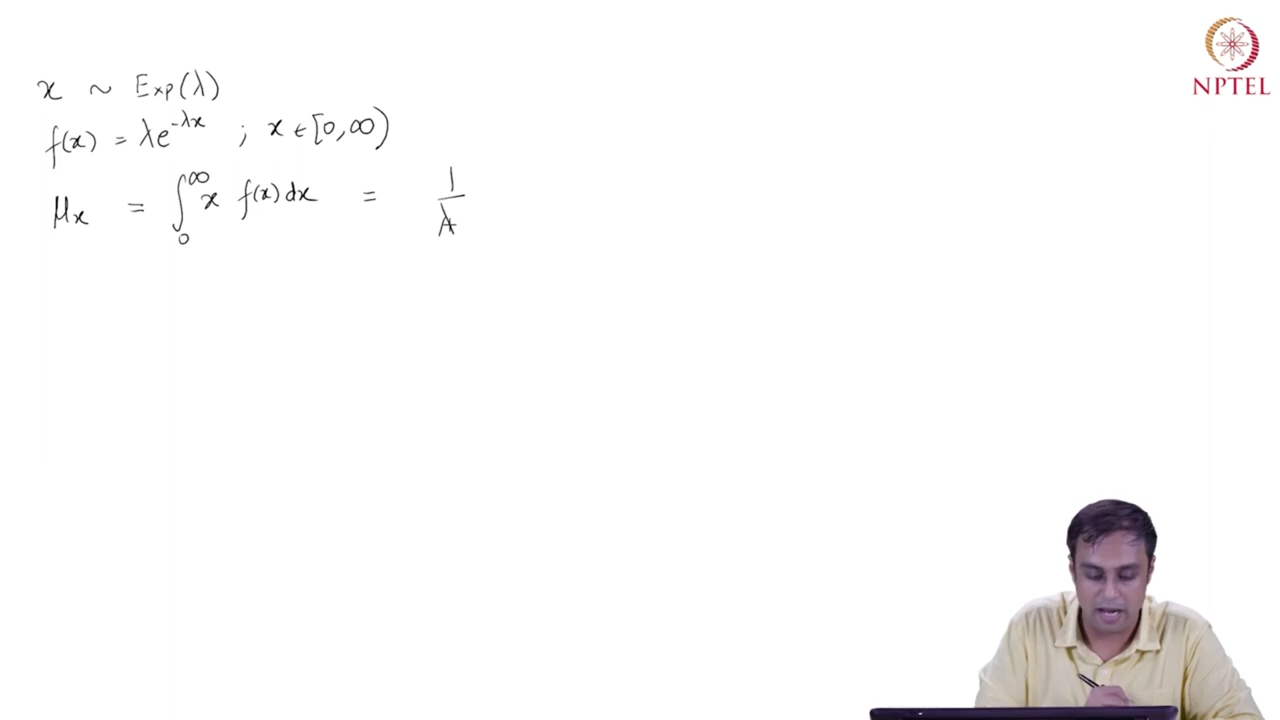 x ~ Exp(λ)
f(x) = λe^{-λx} ; x ∈ [0, ∞)
μx = ∫_0^∞ x f(x) dx = 1/λ
NPTEL